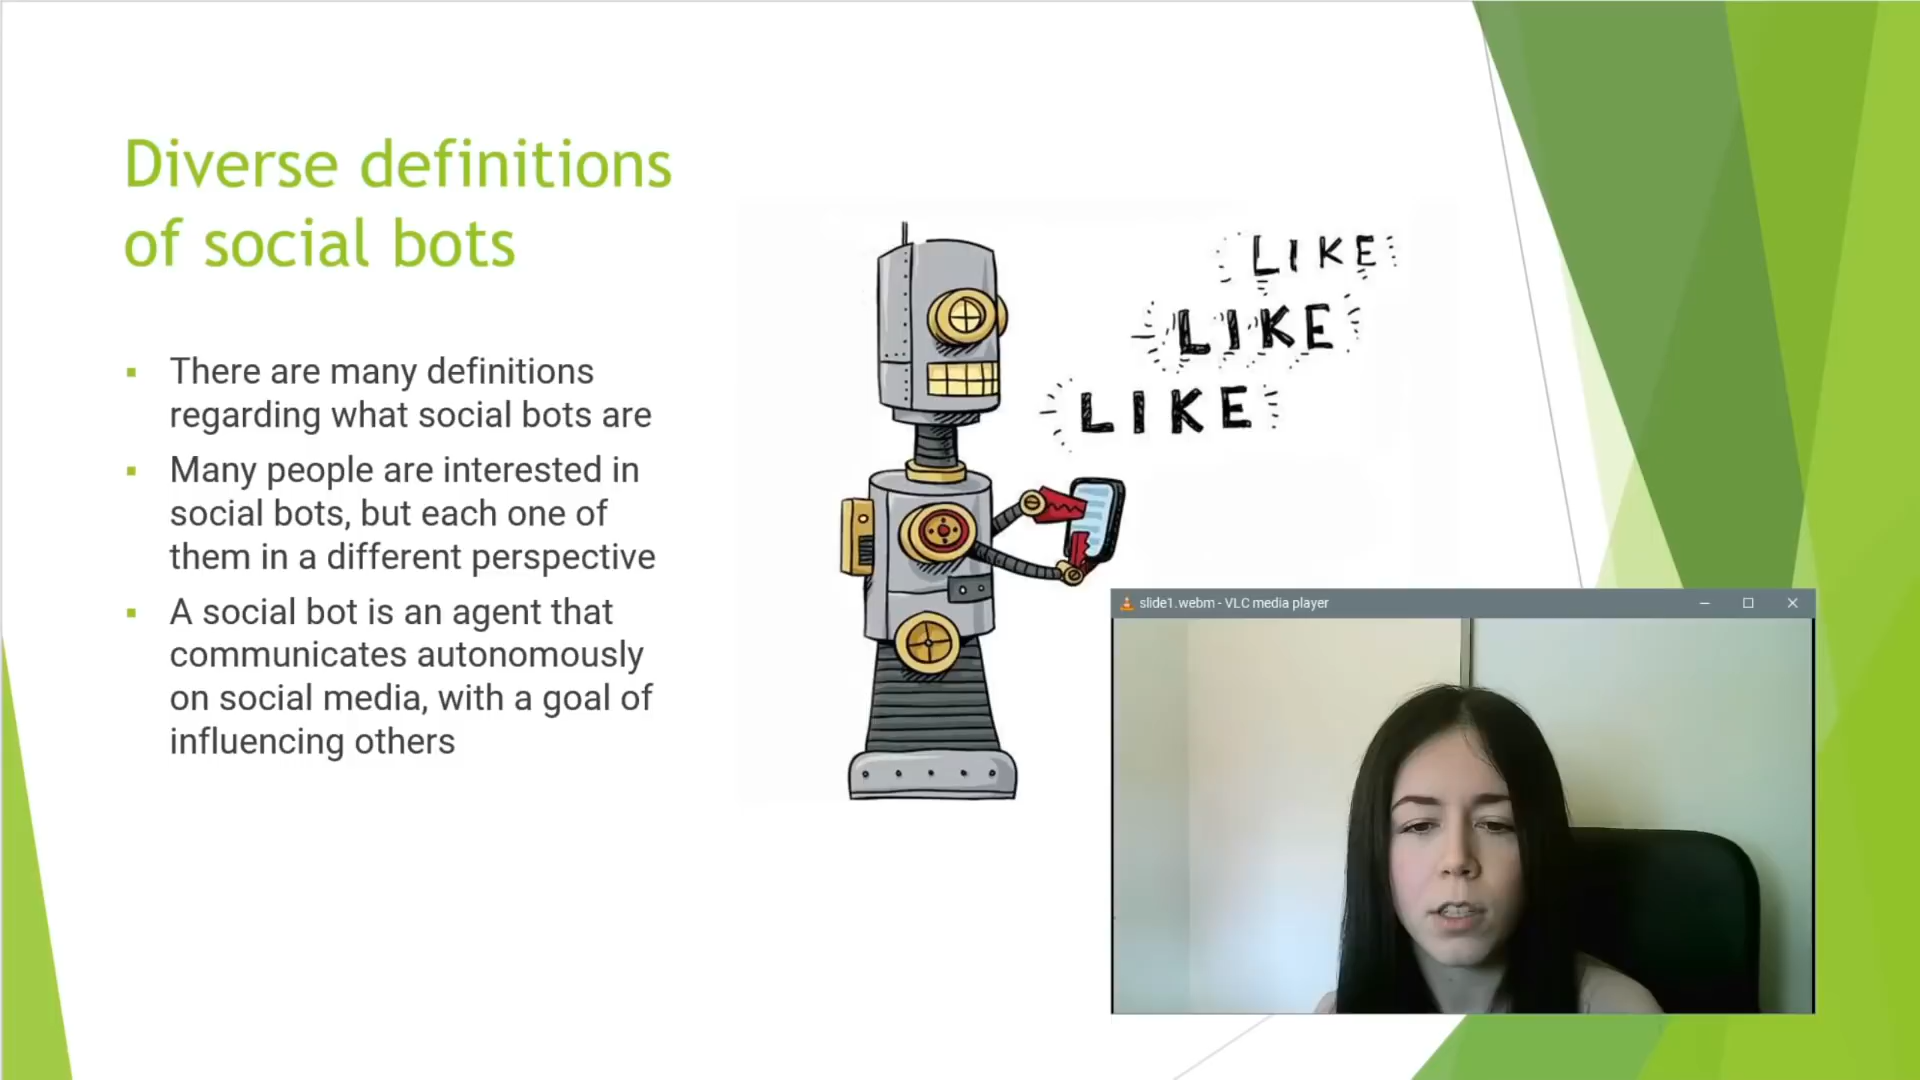 Diverse definitions
of social bots
There are many definitions
regarding what social bots are
Many people are interested in
social bots, but each one of
them in a different perspective
A social bot is an agent that
communicates autonomously
on social media, with a goal of
influencing others
LIKE
LIKE
LIKE
slide1.webm - VLC media player